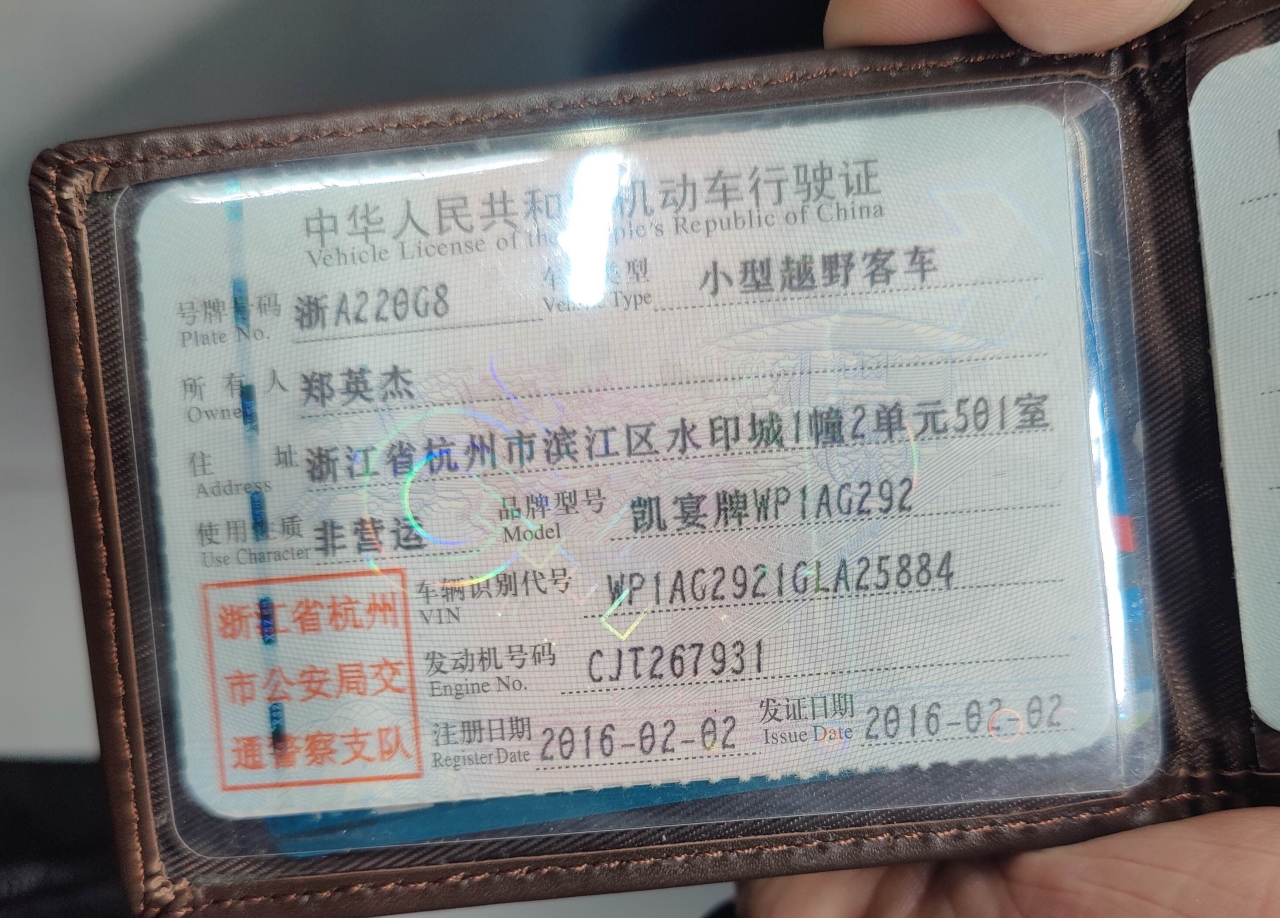 中华人民共和 机动车行驶证
Vehicle License of the People's Republic of China
号牌号码 浙A220G8 车辆类型 小型越野客车
Plate No. Vehicle Type
所有人 郑英杰
Owner
住址 浙江省杭州市滨江区水印城1幢2单元501室
Address
使用性质 非营运 品牌型号 凯宴牌WP1AG292
Use Character Model
浙江省杭州
市公安局交
通警察支队
车辆识别代号 WP1AG2921GLA25884
VIN
发动机号码 CJT267931
Engine No.
注册日期 2016-02-02 发证日期 2016-02-02
Register Date Issue Date